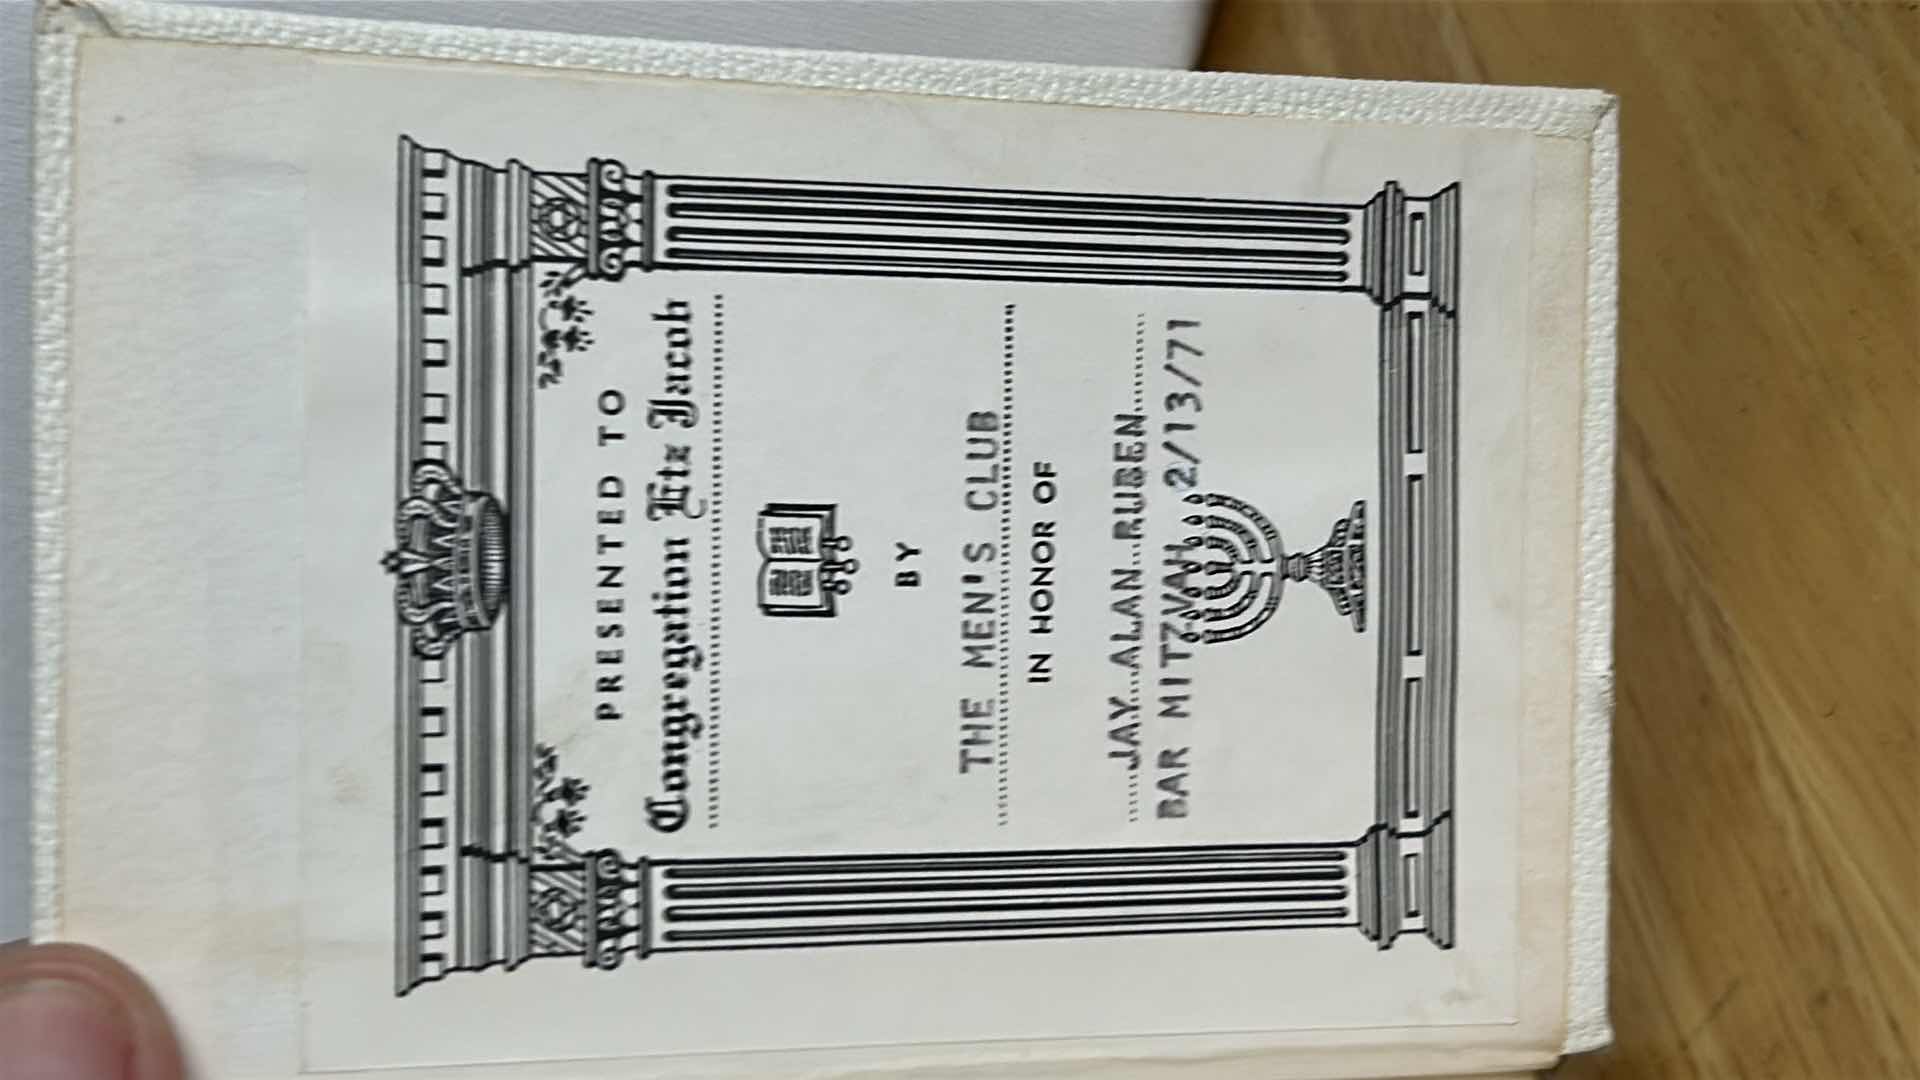 PRESENTED TO
Congregation Etz Jacob
BY
THE MEN'S CLUB
IN HONOR OF
JAY ALAN RUBEN
BAR MITZVAH 2/13/71